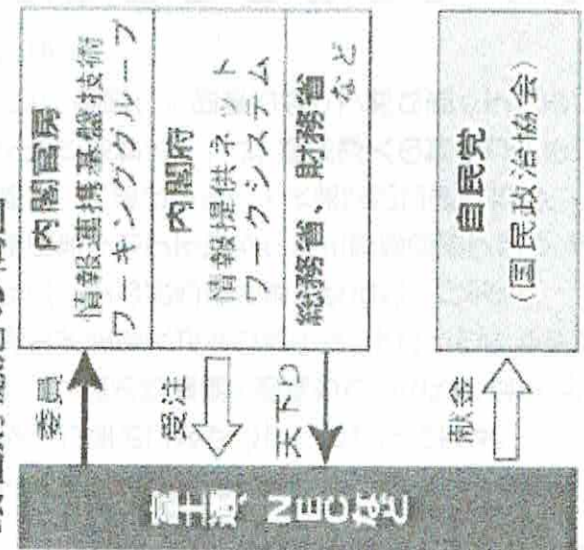 内閣官房
情報連携基盤技術
ワーキンググループ
内閣府
情報提供ネット
ワークシステム
総務省、財務省
など
委員
受注
天下り
富士通、NECなど
献金
自民党
(国民政治協会)